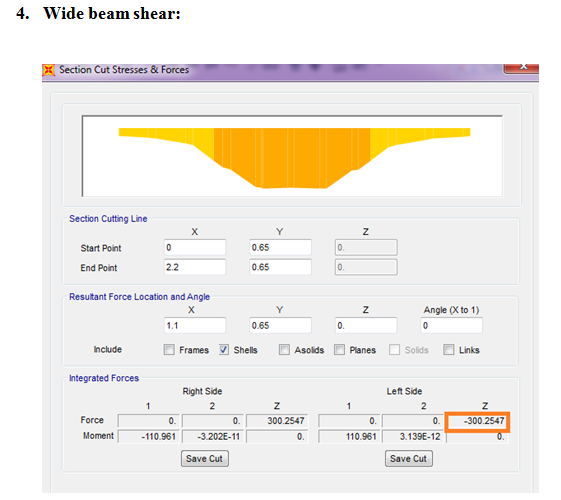 4. Wide beam shear:
Section Cut Stresses & Forces
Section Cutting Line
X Y Z
Start Point 0 0.65 0.
End Point 2.2 0.65 0.
Resultant Force Location and Angle
X Y Z Angle (X to 1)
1.1 0.65 0. 0
Include Frames Shells Asolids Planes Solids Links
Integrated Forces
Right Side Left Side
1 2 Z 1 2 Z
Force 0. 0. 300.2547 0. 0. -300.2547
Moment -110.961 -3.202E-11 0. 110.961 3.139E-12 0.
Save Cut Save Cut